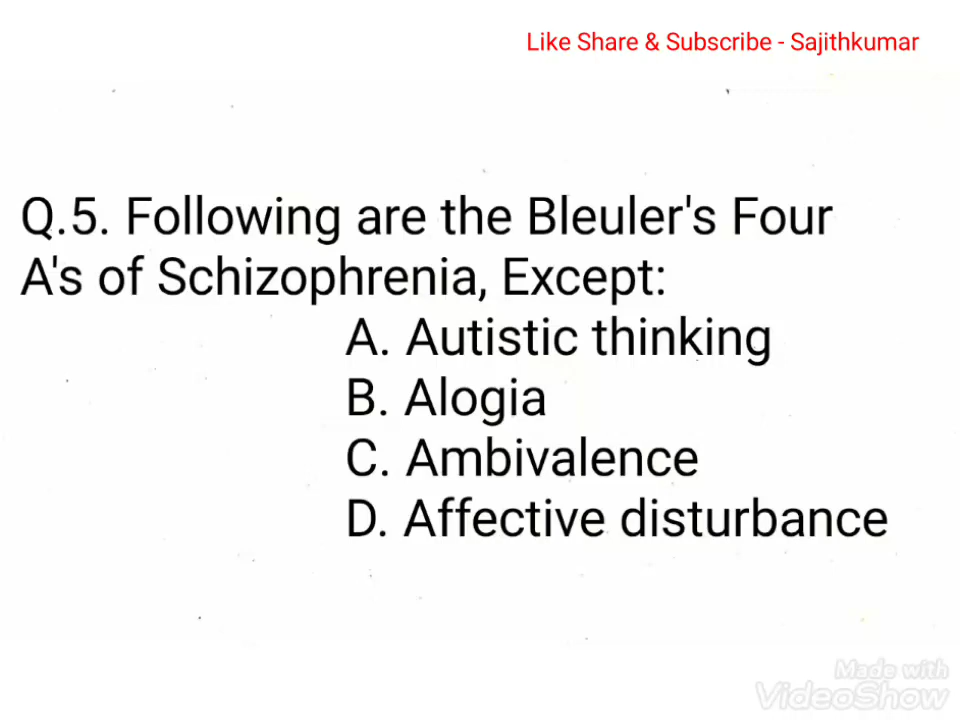 Like Share & Subscribe - Sajithkumar
Q.5. Following are the Bleuler's Four
A's of Schizophrenia, Except:
A. Autistic thinking
B. Alogia
C. Ambivalence
D. Affective disturbance
Made with
VideoShow